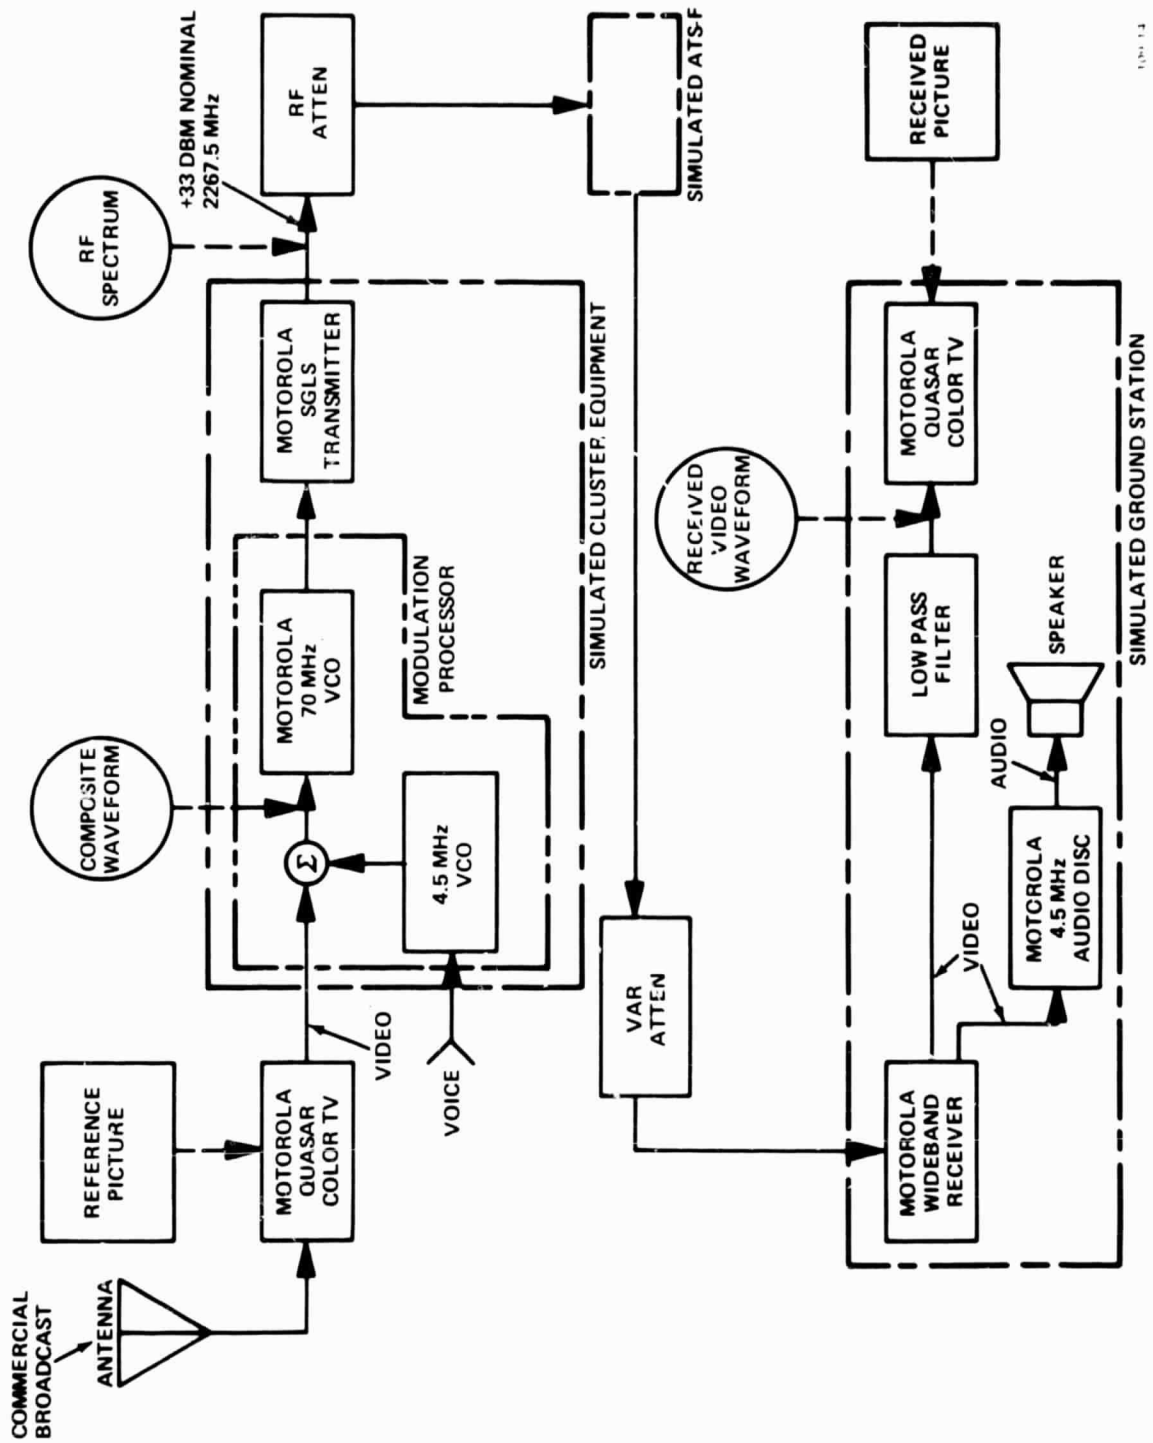 COMMERCIAL
BROADCAST
ANTENNA
REFERENCE
PICTURE
MOTOROLA
QUASAR
COLOR TV
VIDEO
VOICE
COMPOSITE
WAVEFORM
Σ
4.5 MHz
VCO
MOTOROLA
70 MHz
VCO
MODULATION
PROCESSOR
MOTOROLA
SGLS
TRANSMITTER
SIMULATED CLUSTER EQUIPMENT
RF
SPECTRUM
+33 DBM NOMINAL
2267.5 MHz
RF
ATTEN
SIMULATED ATS-F
VAR
ATTEN
MOTOROLA
WIDEBAND
RECEIVER
VIDEO
MOTOROLA
4.5 MHz
AUDIO DISC
AUDIO
SPEAKER
LOW PASS
FILTER
RECEIVED
VIDEO
WAVEFORM
MOTOROLA
QUASAR
COLOR TV
RECEIVED
PICTURE
SIMULATED GROUND STATION